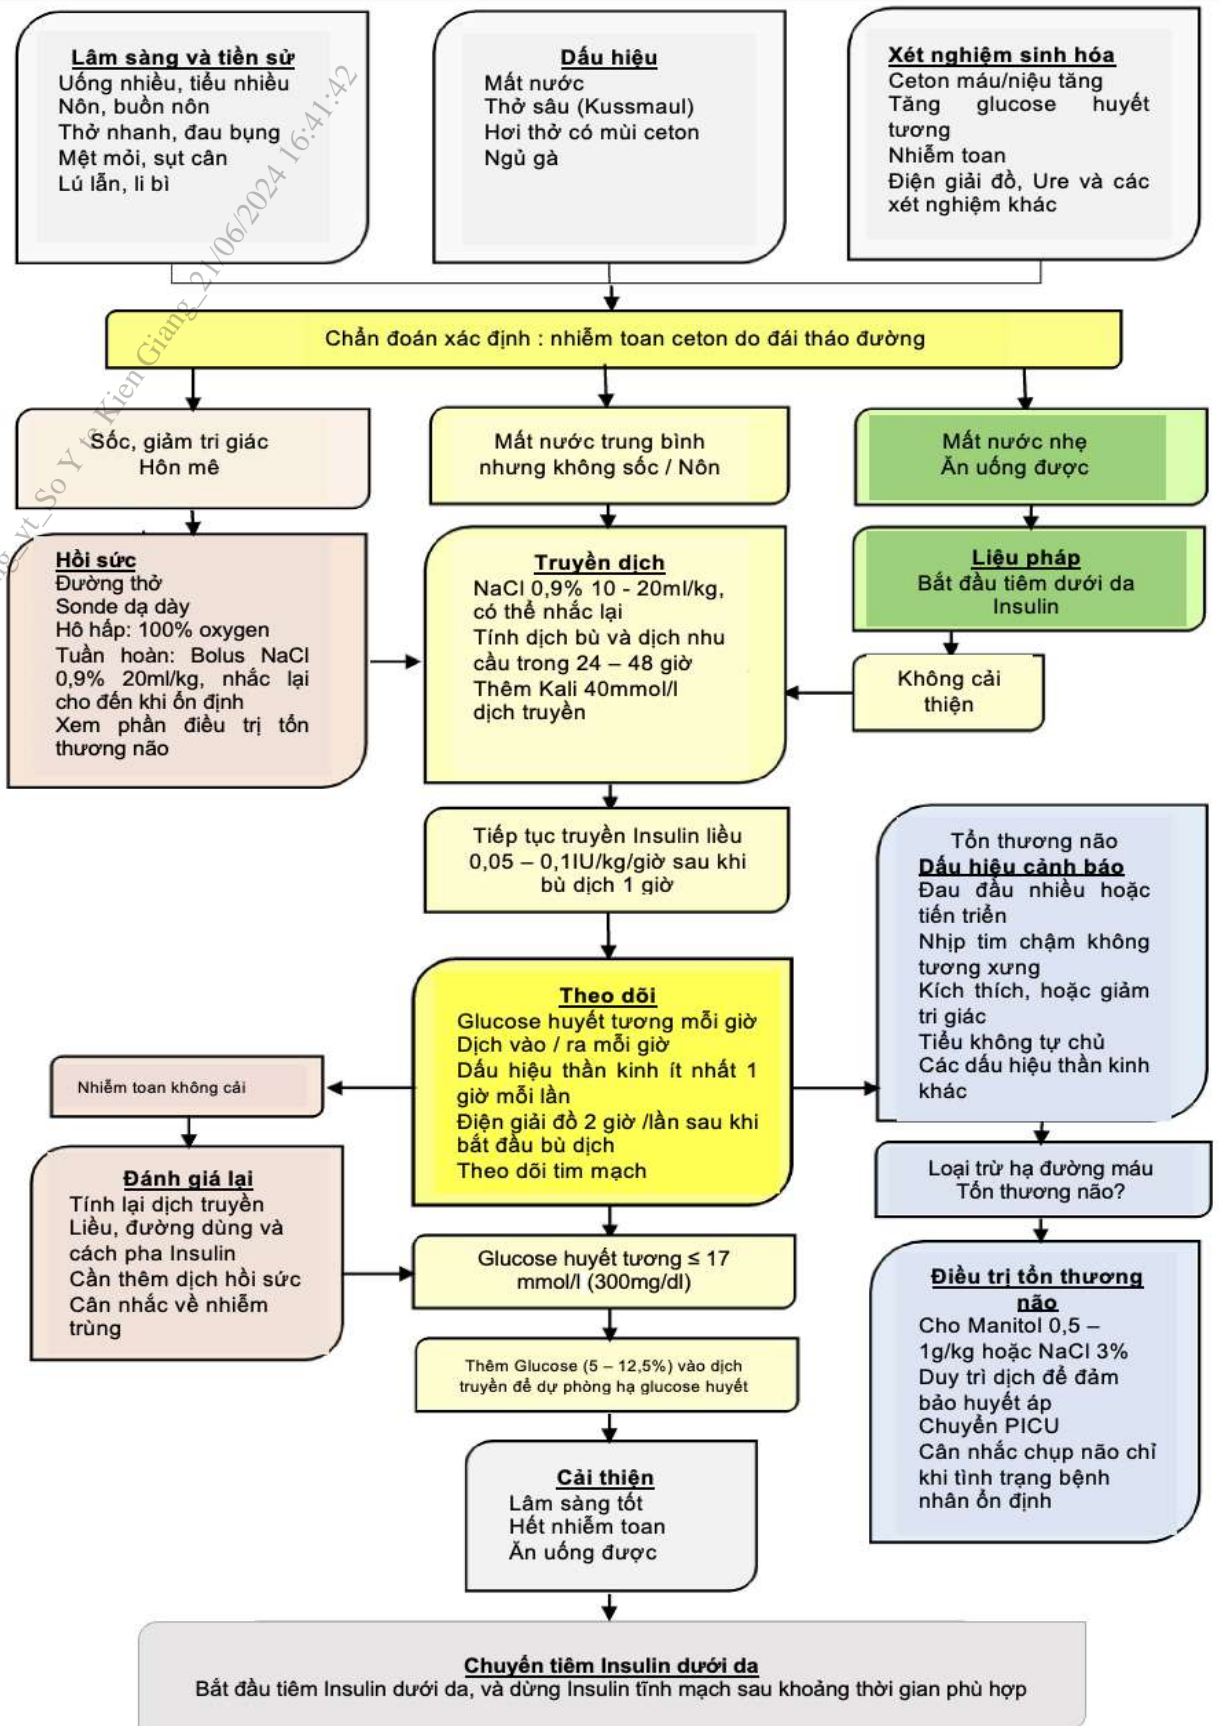 Lâm sàng và tiền sử
Uống nhiều, tiểu nhiều
Nôn, buồn nôn
Thở nhanh, đau bụng
Mệt mỏi, sụt cân
Lú lẫn, li bì
Dấu hiệu
Mất nước
Thở sâu (Kussmaul)
Hơi thở có mùi ceton
Ngủ gà
Xét nghiệm sinh hóa
Ceton máu/niệu tăng
Tăng glucose huyết
tương
Nhiễm toan
Điện giải đồ, Ure và các
xét nghiệm khác
Chẩn đoán xác định : nhiễm toan ceton do đái tháo đường
Sốc, giảm tri giác
Hôn mê
Mất nước trung bình
nhưng không sốc / Nôn
Mất nước nhẹ
Ăn uống được
Hồi sức
Đường thở
Sonde dạ dày
Hô hấp: 100% oxygen
Tuần hoàn: Bolus NaCl
0,9% 20ml/kg, nhắc lại
cho đến khi ổn định
Xem phần điều trị tổn
thương não
Truyền dịch
NaCl 0,9% 10 - 20ml/kg,
có thể nhắc lại
Tính dịch bù và dịch nhu
cầu trong 24 – 48 giờ
Thêm Kali 40mmol/l
dịch truyền
Liệu pháp
Bắt đầu tiêm dưới da
Insulin
Không cải
thiện
Tiếp tục truyền Insulin liều
0,05 – 0,1IU/kg/giờ sau khi
bù dịch 1 giờ
Tổn thương não
Dấu hiệu cảnh báo
Đau đầu nhiều hoặc
tiến triển
Nhịp tim chậm không
tương xưng
Kích thích, hoặc giảm
tri giác
Tiểu không tự chủ
Các dấu hiệu thần kinh
khác
Theo dõi
Glucose huyết tương mỗi giờ
Dịch vào / ra mỗi giờ
Dấu hiệu thần kinh ít nhất 1
giờ mỗi lần
Điện giải đồ 2 giờ /lần sau khi
bắt đầu bù dịch
Theo dõi tim mạch
Nhiễm toan không cải
Đánh giá lại
Tính lại dịch truyền
Liều, đường dùng và
cách pha Insulin
Cần thêm dịch hồi sức
Cân nhắc về nhiễm
trùng
Loại trừ hạ đường máu
Tổn thương não?
Glucose huyết tương ≤ 17
mmol/l (300mg/dl)
Điều trị tổn thương
não
Cho Manitol 0,5 –
1g/kg hoặc NaCl 3%
Duy trì dịch để đảm
bảo huyết áp
Chuyển PICU
Cân nhắc chụp não chỉ
khi tình trạng bệnh
nhân ổn định
Thêm Glucose (5 – 12,5%) vào dịch
truyền để dự phòng hạ glucose huyết
Cải thiện
Lâm sàng tốt
Hết nhiễm toan
Ăn uống được
Chuyển tiêm Insulin dưới da
Bắt đầu tiêm Insulin dưới da, và dừng Insulin tĩnh mạch sau khoảng thời gian phù hợp
yt_So Y te Kien Giang_21/06/2024 16:41:42